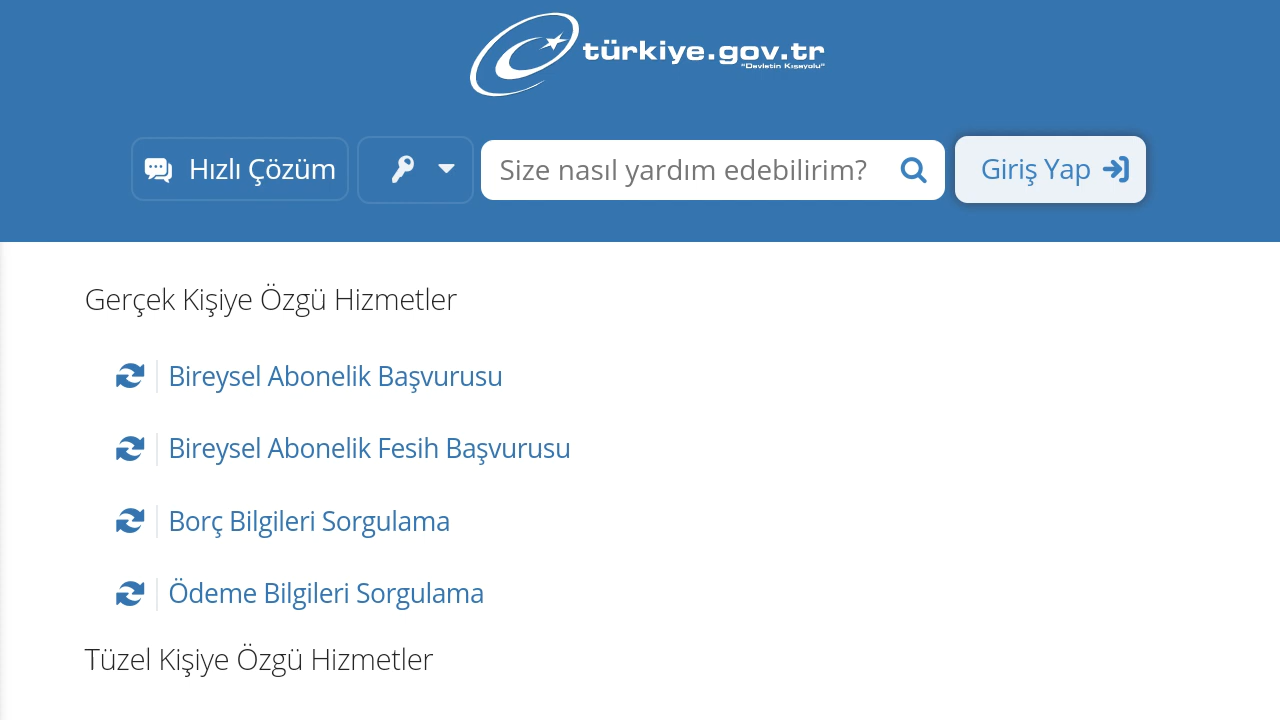 türkiye.gov.tr
"Devletin Kısayolu"
Hızlı Çözüm
Size nasıl yardım edebilirim?
Giriş Yap
Gerçek Kişiye Özgü Hizmetler
Bireysel Abonelik Başvurusu
Bireysel Abonelik Fesih Başvurusu
Borç Bilgileri Sorgulama
Ödeme Bilgileri Sorgulama
Tüzel Kişiye Özgü Hizmetler